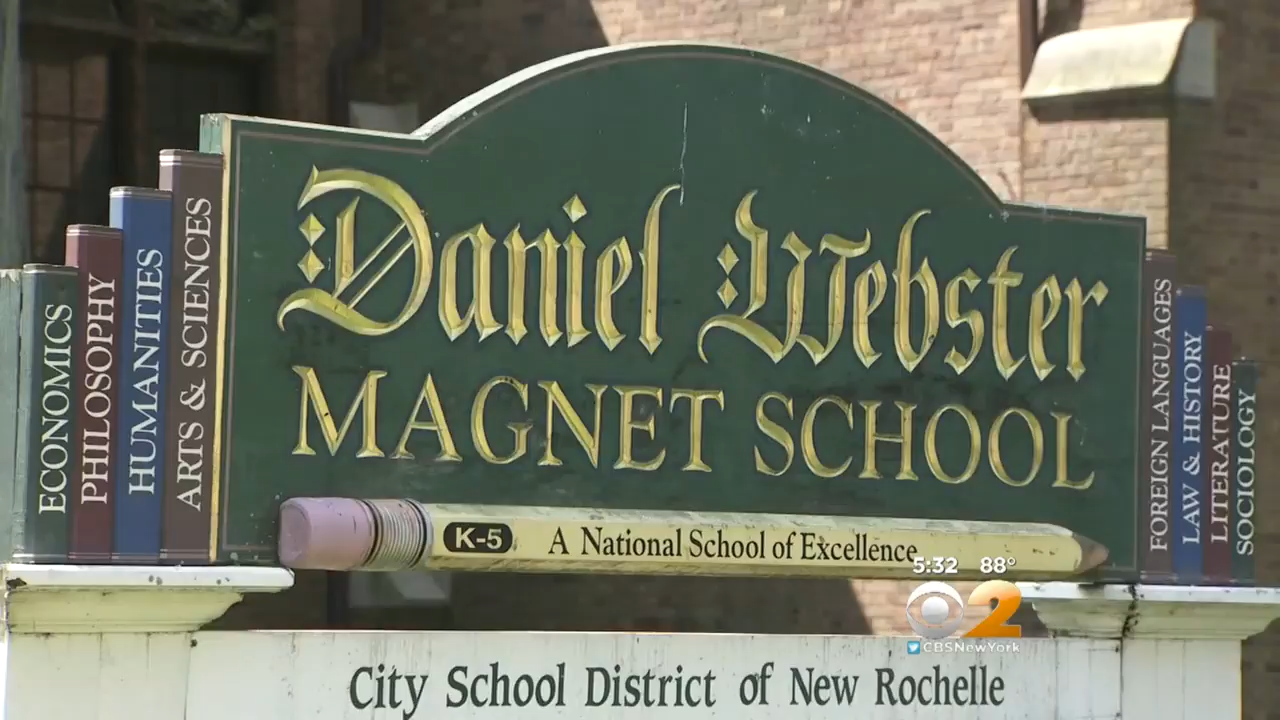 Daniel Webster
MAGNET SCHOOL
K-5 A National School of Excellence
City School District of New Rochelle
ECONOMICS
PHILOSOPHY
HUMANITIES
ARTS & SCIENCES
FOREIGN LANGUAGES
LAW & HISTORY
LITERATURE
SOCIOLOGY
5:32 88°
2
CBSNewYork